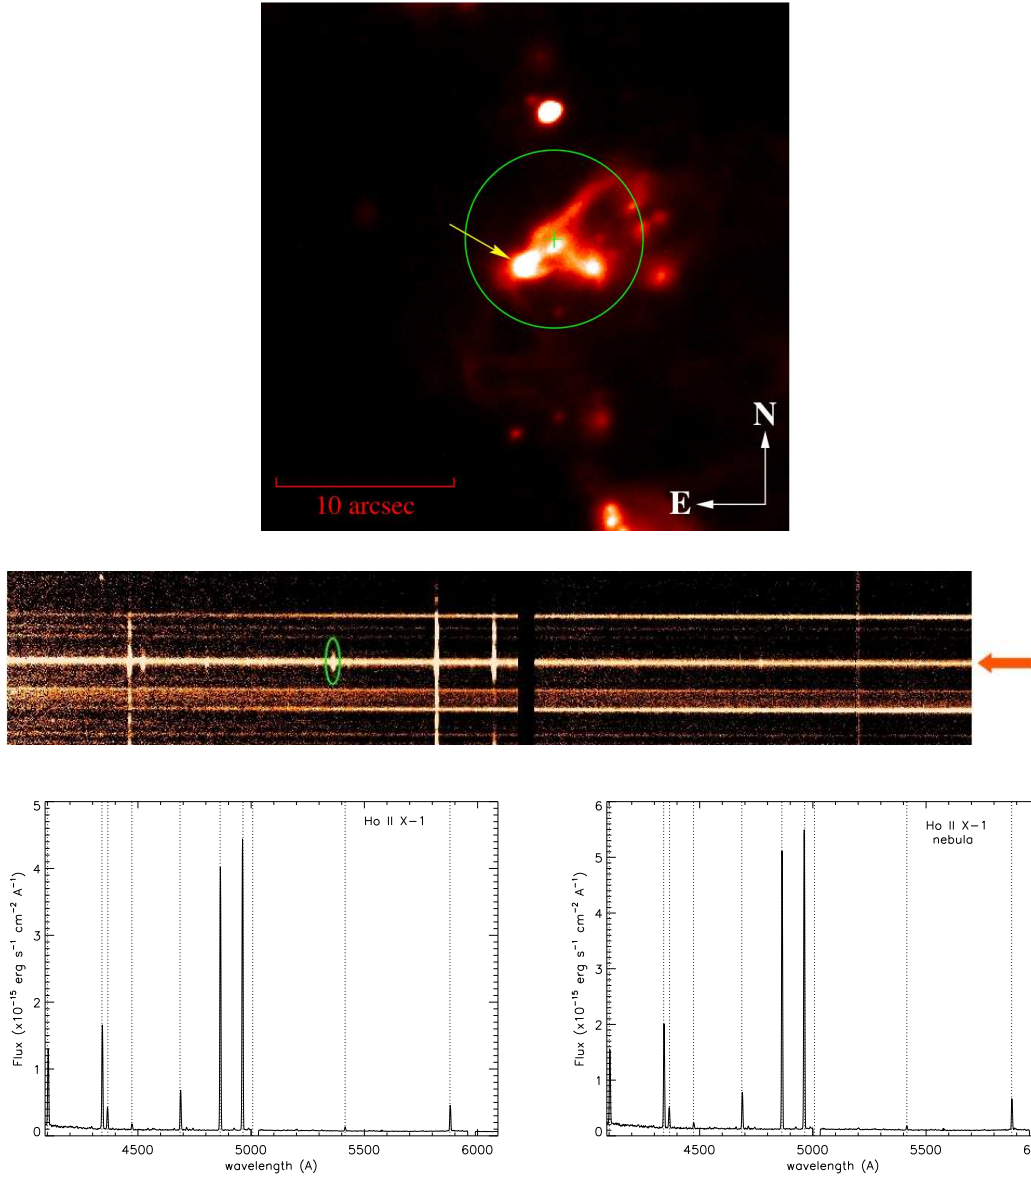 N
E
10 arcsec
5
4
3
2
1
0
Flux (x10⁻¹⁵ erg s⁻¹ cm⁻² A⁻¹)
Ho II X-1
4500
5000
5500
6000
wavelength (A)
6
5
4
3
2
1
0
Flux (x10⁻¹⁵ erg s⁻¹ cm⁻² A⁻¹)
Ho II X-1
nebula
4500
5000
5500
6
wavelength (A)